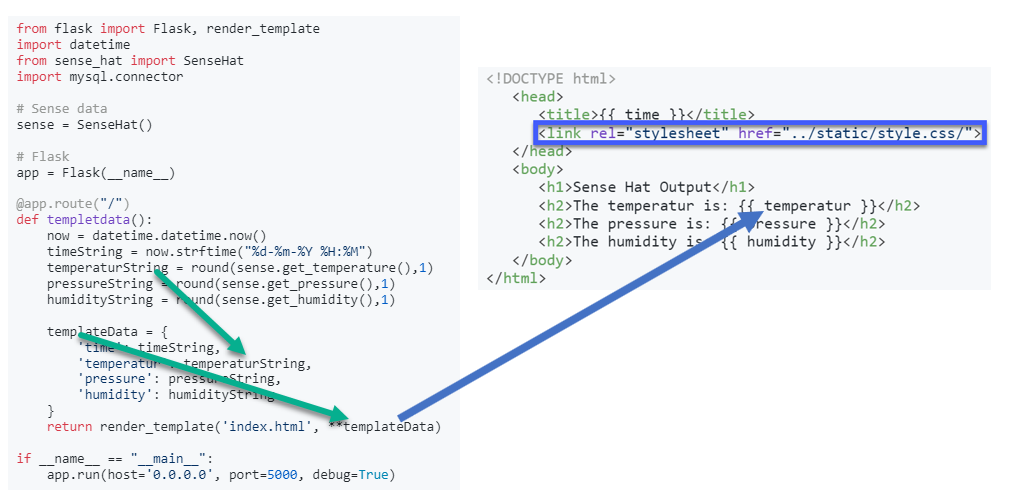 from flask import Flask, render_template
import datetime
from sense_hat import SenseHat
import mysql.connector

# Sense data
sense = SenseHat()

# Flask
app = Flask(__name__)

@app.route("/")
def templetdata():
    now = datetime.datetime.now()
    timeString = now.strftime("%d-%m-%Y %H:%M")
    temperaturString = round(sense.get_temperature(),1)
    pressureString = round(sense.get_pressure(),1)
    humidityString = round(sense.get_humidity(),1)

    templateData = {
        'time': timeString,
        'temperatur': temperaturString,
        'pressure': pressureString,
        'humidity': humidityString
    }
    return render_template('index.html', **templateData)

if __name__ == "__main__":
    app.run(host='0.0.0.0', port=5000, debug=True)

<!DOCTYPE html>
<head>
<title>{{ time }}</title>
<link rel="stylesheet" href="../static/style.css/">
</head>
<body>
<h1>Sense Hat Output</h1>
<h2>The temperatur is: {{ temperatur }}</h2>
<h2>The pressure is: {{ pressure }}</h2>
<h2>The humidity is: {{ humidity }}</h2>
</body>
</html>